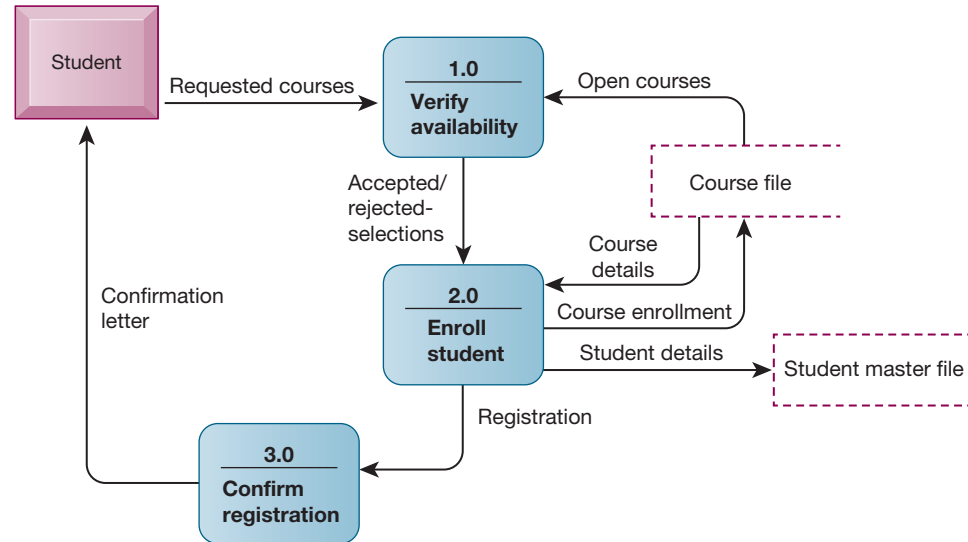 Student
Requested courses
1.0
Verify
availability
Open courses
Accepted/
rejected-
selections
Course file
Course
details
2.0
Enroll
student
Course enrollment
Student details
Student master file
Confirmation
letter
Registration
3.0
Confirm
registration